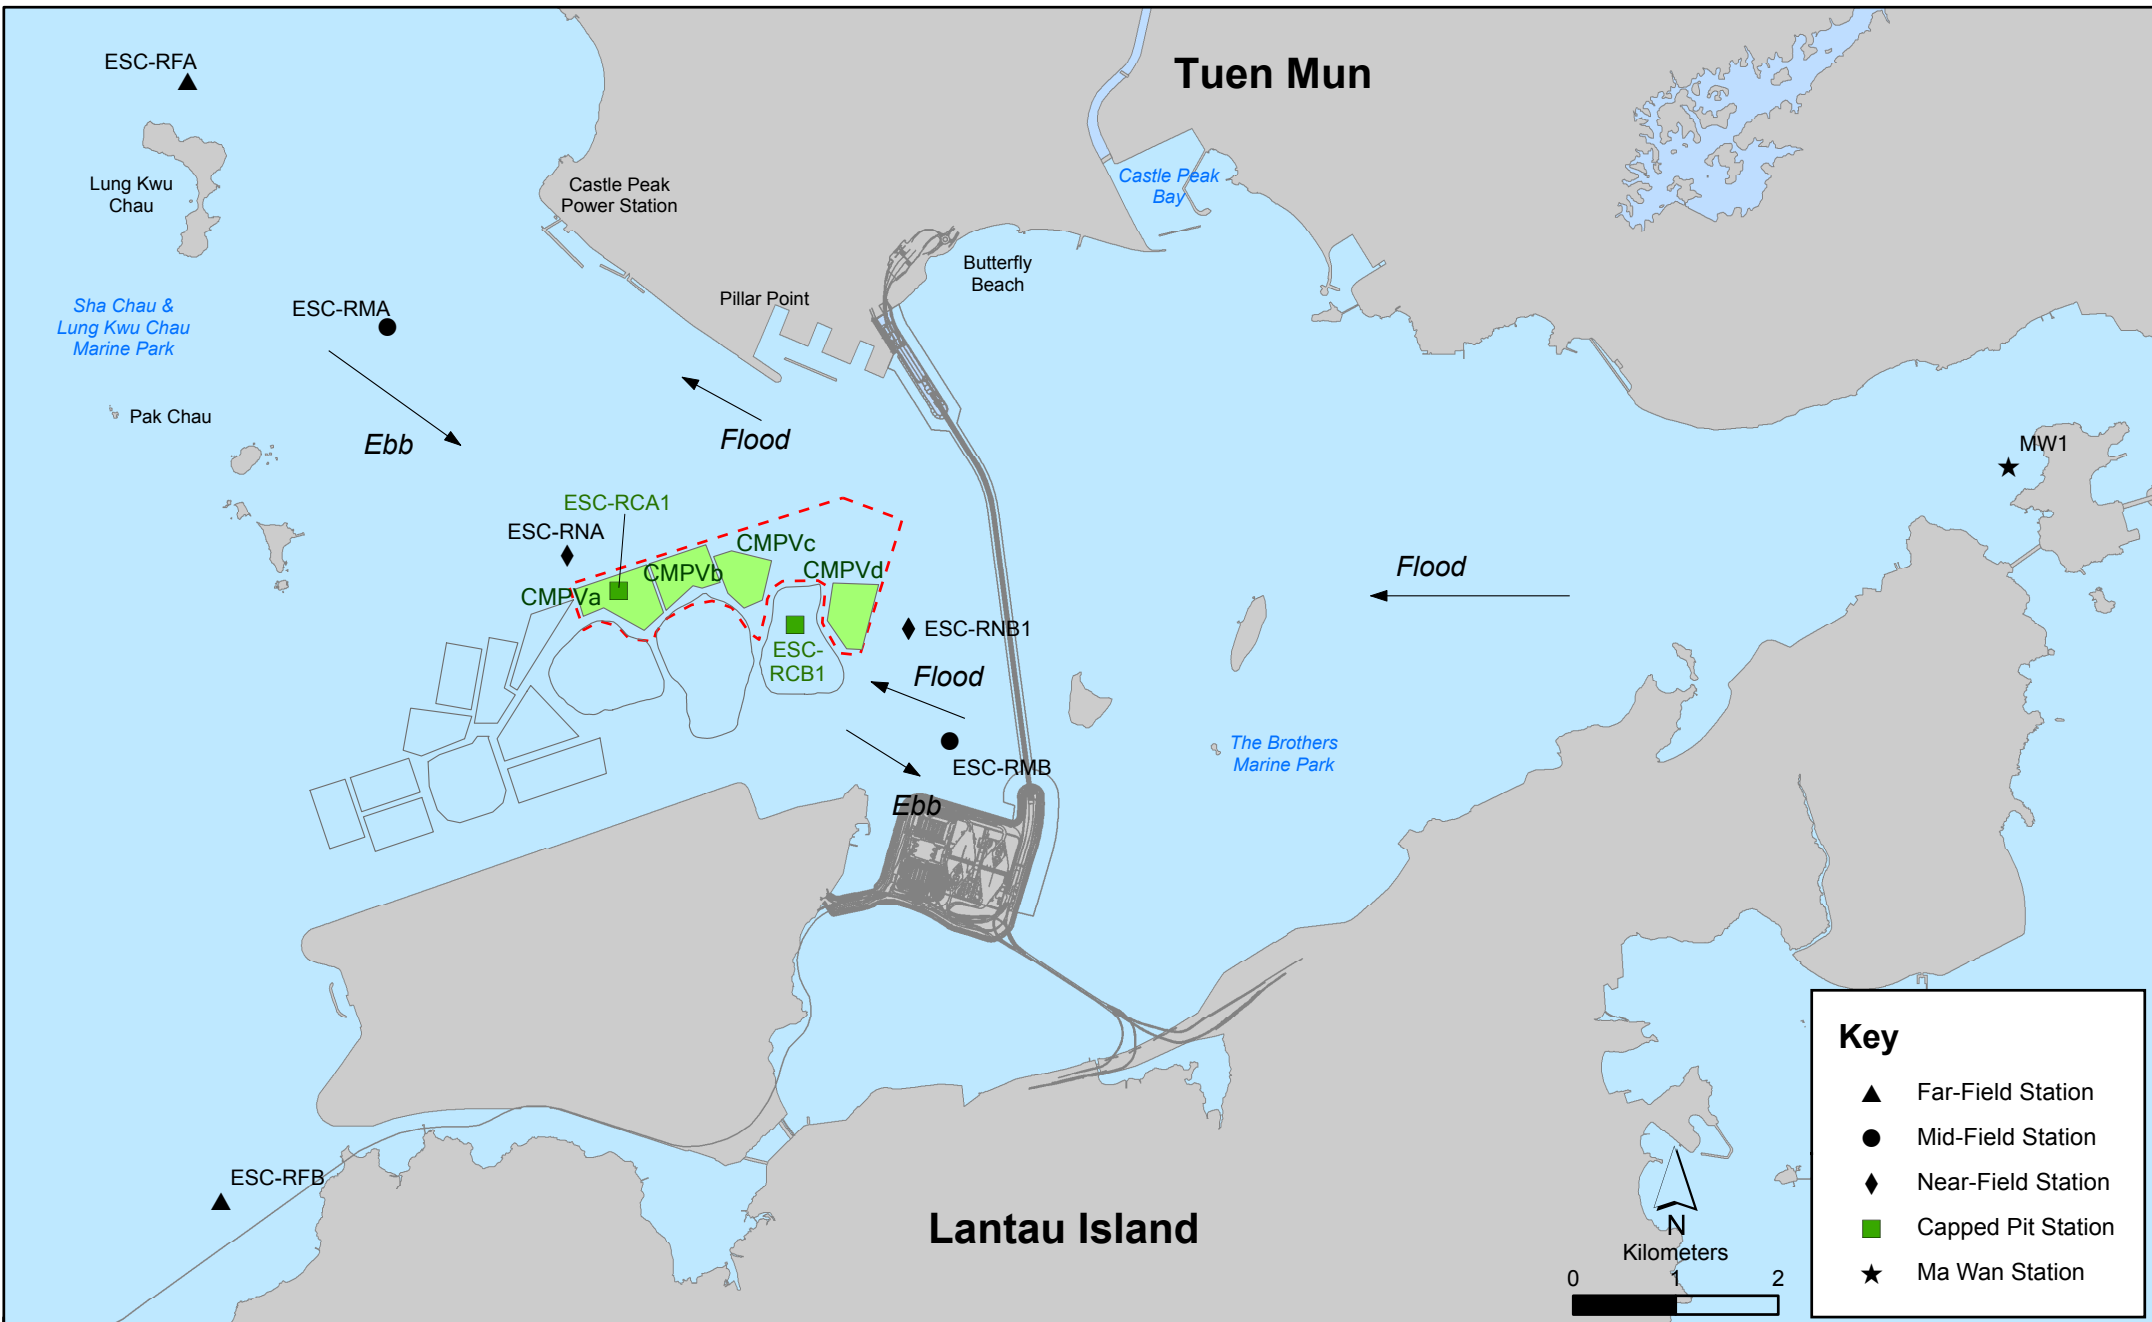 ESC-RFA
Tuen Mun
Lung Kwu
Chau
Castle Peak
Power Station
Castle Peak
Bay
Butterfly
Beach
Pillar Point
Sha Chau &
Lung Kwu Chau
Marine Park
ESC-RMA
Pak Chau
Ebb
Flood
MW1
ESC-RCA1
ESC-RNA
CMPVc
CMPVb
CMPVd
CMPVa
Flood
ESC-RNB1
ESC-
RCB1
Flood
The Brothers
Marine Park
ESC-RMB
Ebb
ESC-RFB
Lantau Island
N
Kilometers
0 1 2
Key
Far-Field Station
Mid-Field Station
Near-Field Station
Capped Pit Station
Ma Wan Station